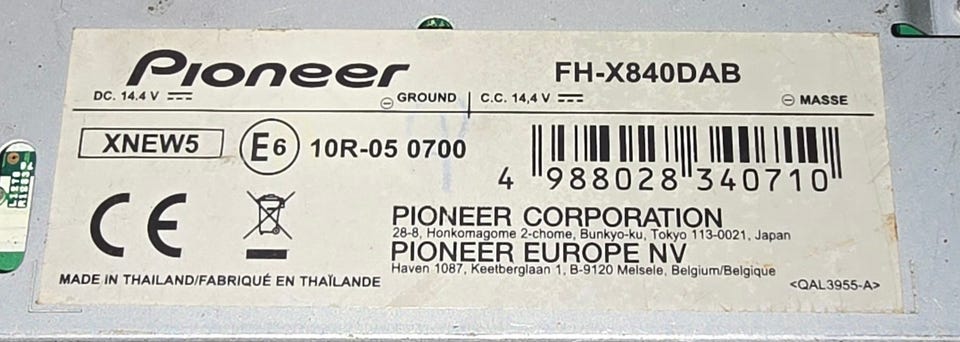 Pioneer
FH-X840DAB
DC. 14.4 V ⎓ ⊖ GROUND | C.C. 14,4 V ⎓ ⊖ MASSE
XNEW5
E6 10R-05 0700
4 988028 340710
CE
PIONEER CORPORATION
28-8, Honkomagome 2-chome, Bunkyo-ku, Tokyo 113-0021, Japan
PIONEER EUROPE NV
Haven 1087, Keetberglaan 1, B-9120 Melsele, Belgium/Belgique
MADE IN THAILAND/FABRIQUÉ EN THAÏLANDE
<QAL3955-A>